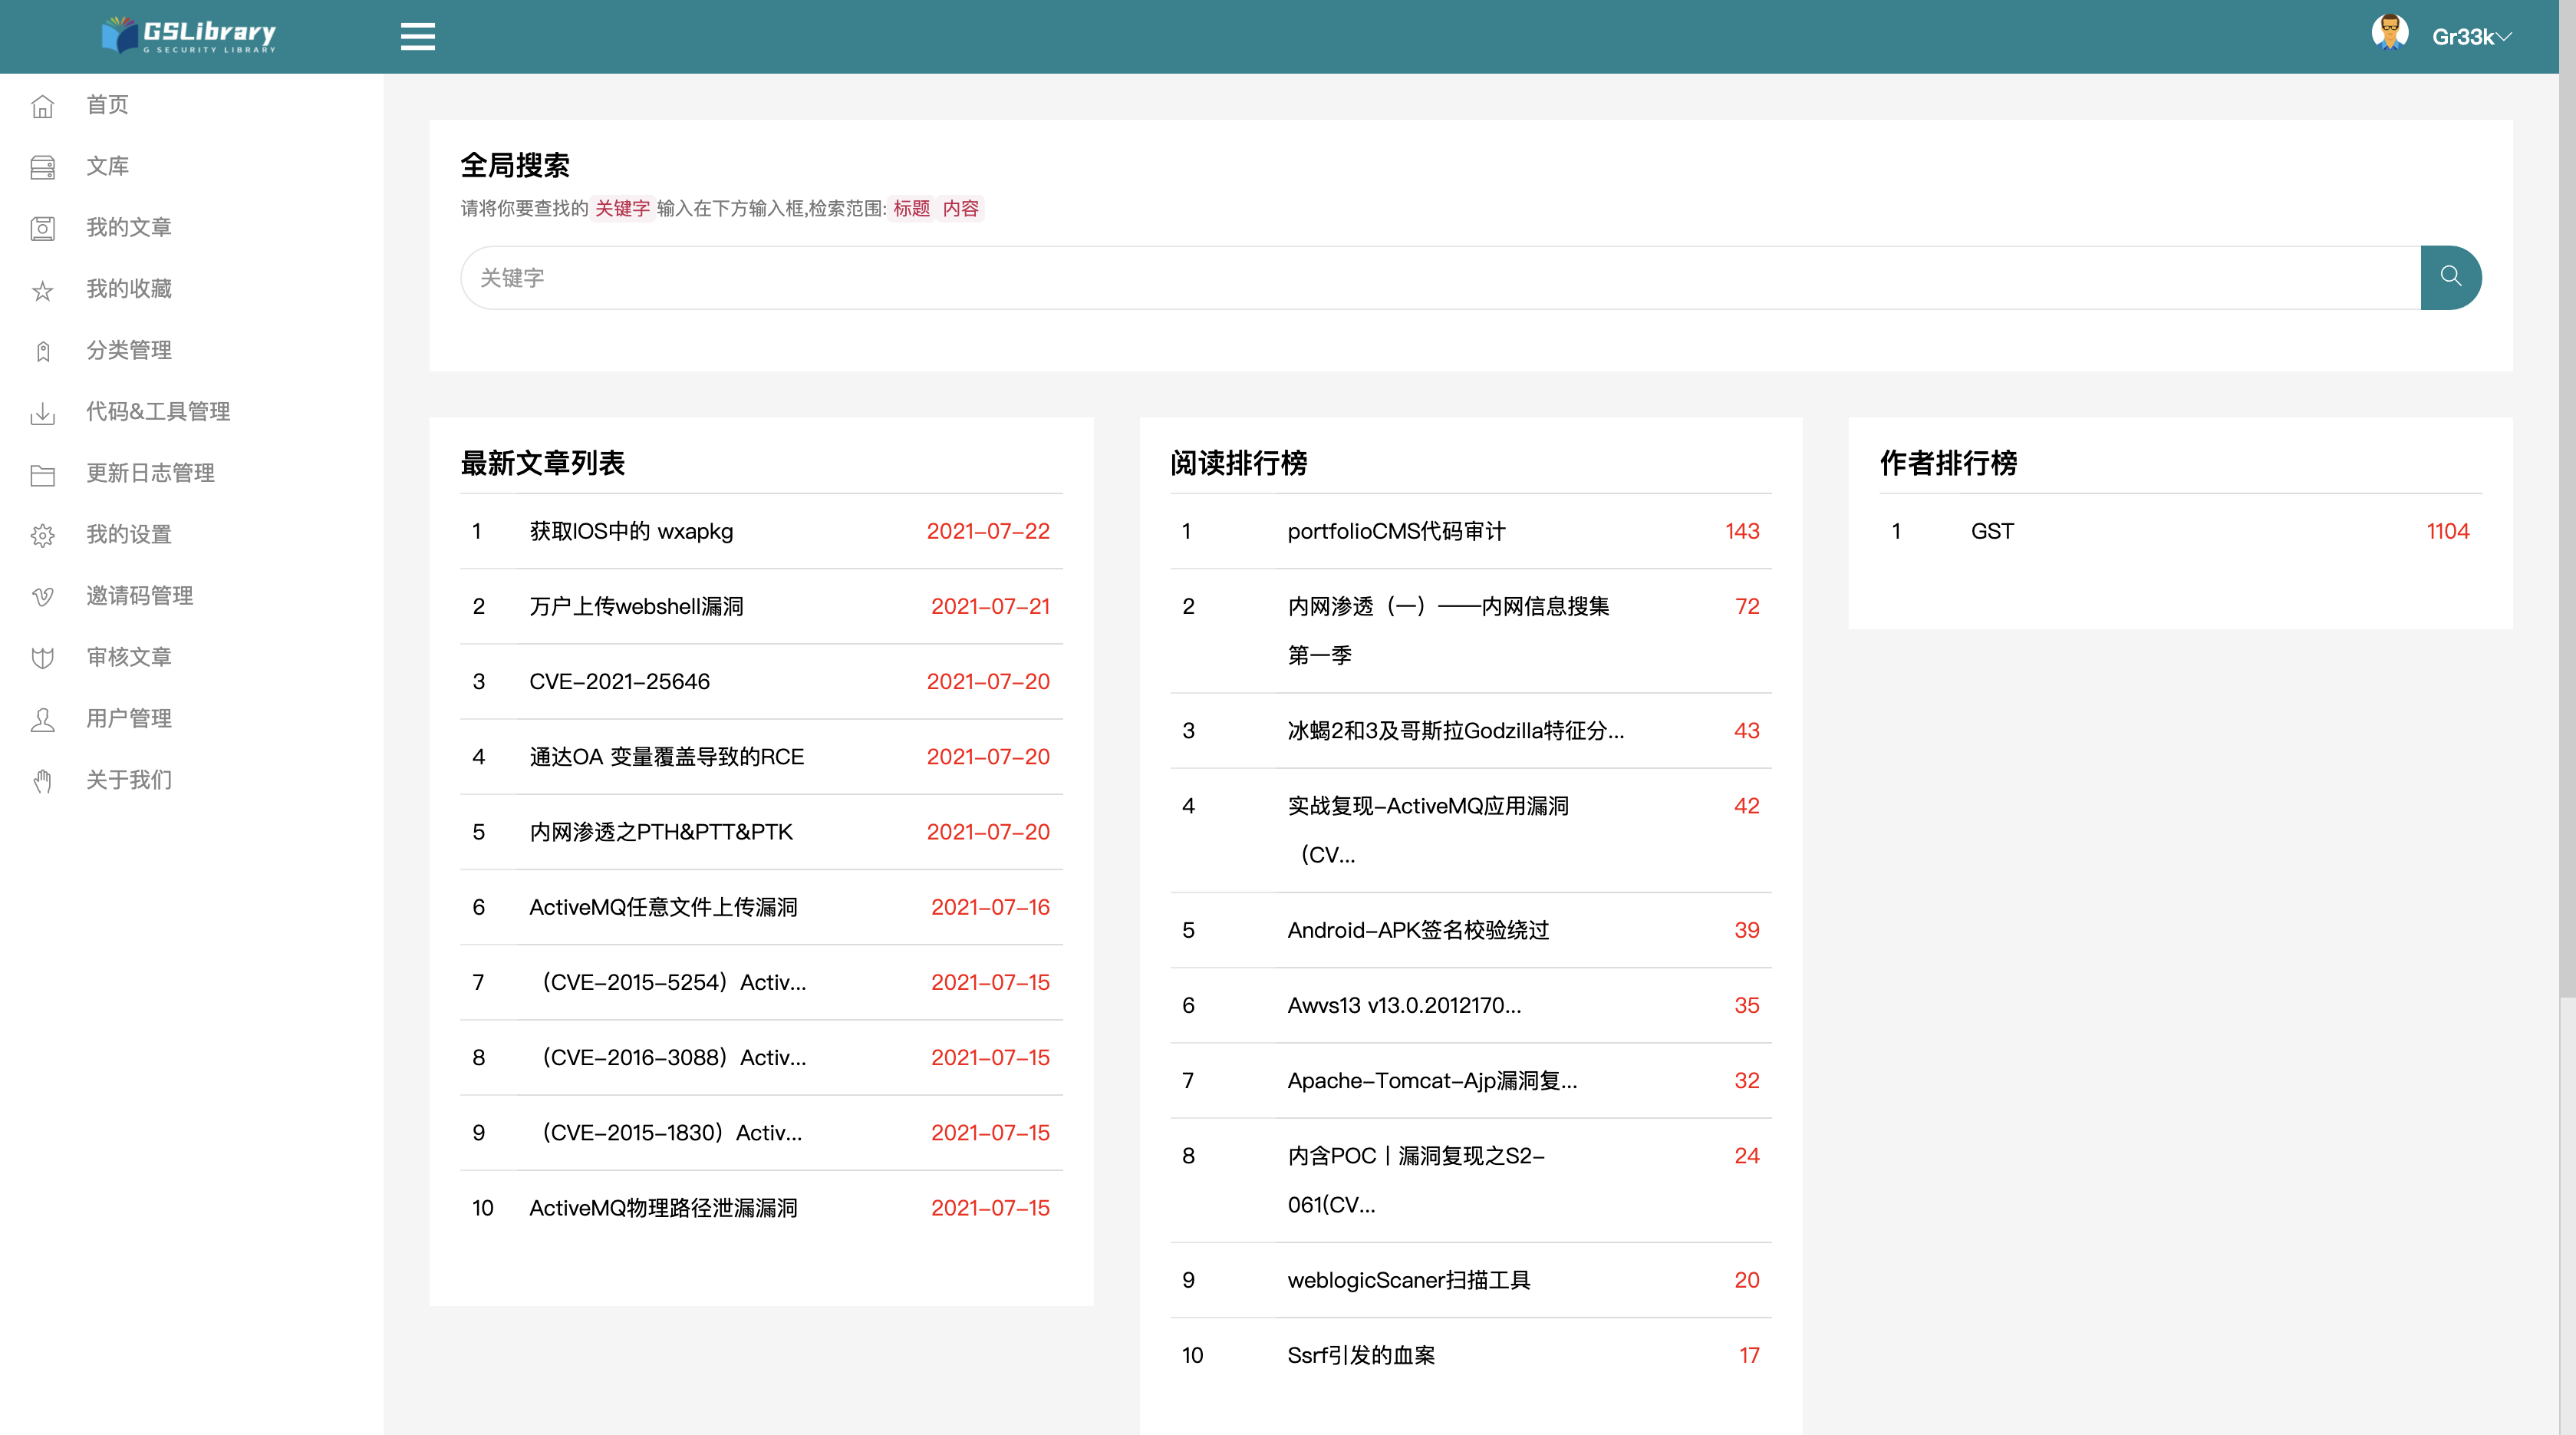 GSLibrary
G SECURITY LIBRARY
Gr33k
首页
文库
我的文章
我的收藏
分类管理
代码&工具管理
更新日志管理
我的设置
邀请码管理
审核文章
用户管理
关于我们
全局搜索
请将你要查找的 关键字 输入在下方输入框,检索范围: 标题 内容
关键字
最新文章列表
1 获取IOS中的 wxapkg 2021-07-22
2 万户上传webshell漏洞 2021-07-21
3 CVE-2021-25646 2021-07-20
4 通达OA 变量覆盖导致的RCE 2021-07-20
5 内网渗透之PTH&PTT&PTK 2021-07-20
6 ActiveMQ任意文件上传漏洞 2021-07-16
7 （CVE-2015-5254）Activ... 2021-07-15
8 （CVE-2016-3088）Activ... 2021-07-15
9 （CVE-2015-1830）Activ... 2021-07-15
10 ActiveMQ物理路径泄漏漏洞 2021-07-15
阅读排行榜
1 portfolioCMS代码审计 143
2 内网渗透（一）——内网信息搜集 72
第一季
3 冰蝎2和3及哥斯拉Godzilla特征分... 43
4 实战复现-ActiveMQ应用漏洞 42
（CV...
5 Android-APK签名校验绕过 39
6 Awvs13 v13.0.2012170... 35
7 Apache-Tomcat-Ajp漏洞复... 32
8 内含POC丨漏洞复现之S2- 24
061(CV...
9 weblogicScaner扫描工具 20
10 Ssrf引发的血案 17
作者排行榜
1 GST 1104